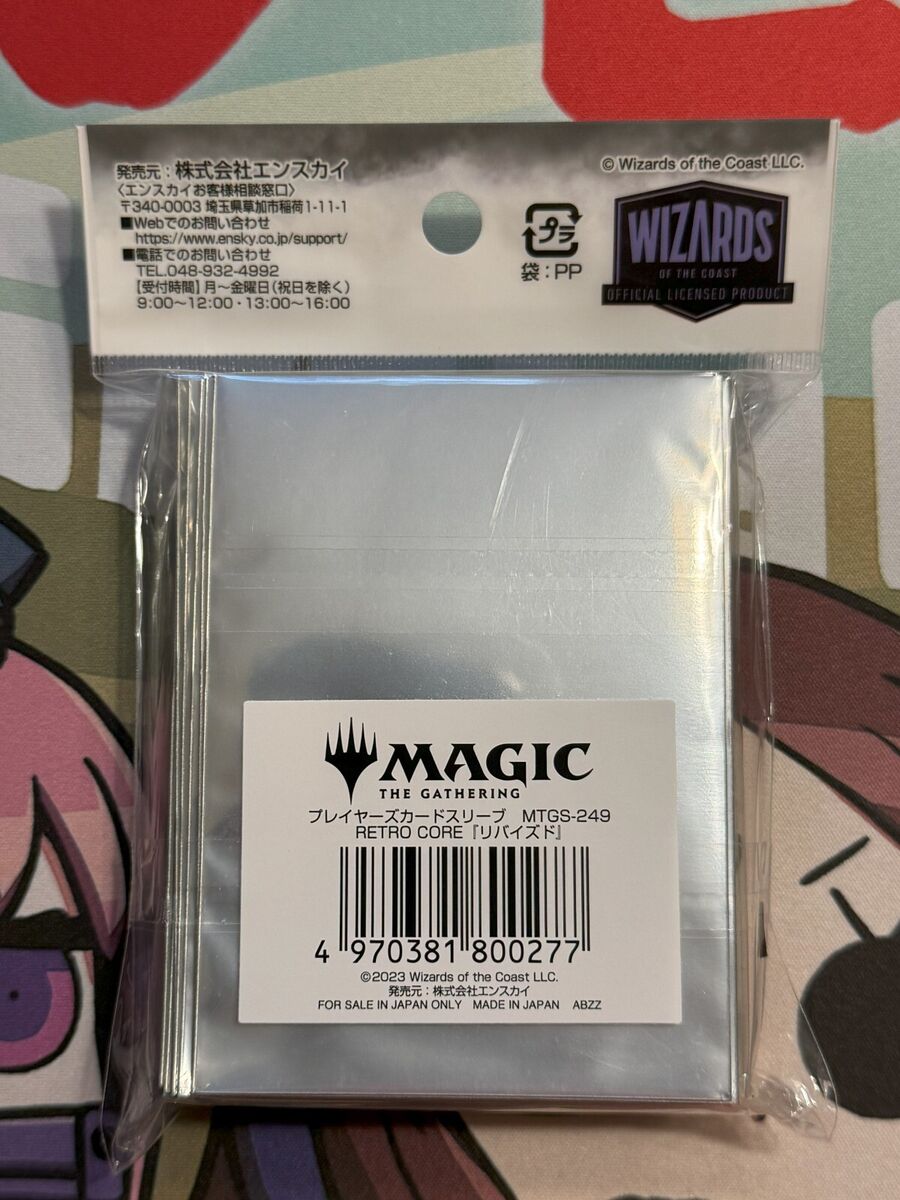 発売元：株式会社エンスカイ
〈エンスカイお客様相談窓口〉
〒340-0003 埼玉県草加市稲荷1-11-1
■Webでのお問い合わせ
https://www.ensky.co.jp/support/
■電話でのお問い合わせ
TEL.048-932-4992
【受付時間】月～金曜日（祝日を除く）
9:00～12:00・13:00～16:00
プラ
袋：PP
© Wizards of the Coast LLC.
WIZARDS
OF THE COAST
OFFICIAL LICENSED PRODUCT
MAGIC
THE GATHERING
プレイヤーズカードスリーブ　MTGS-249
RETRO CORE『リバイズド』
4 970381 800277
©2023 Wizards of the Coast LLC.
発売元：株式会社エンスカイ
FOR SALE IN JAPAN ONLY　MADE IN JAPAN　ABZZ